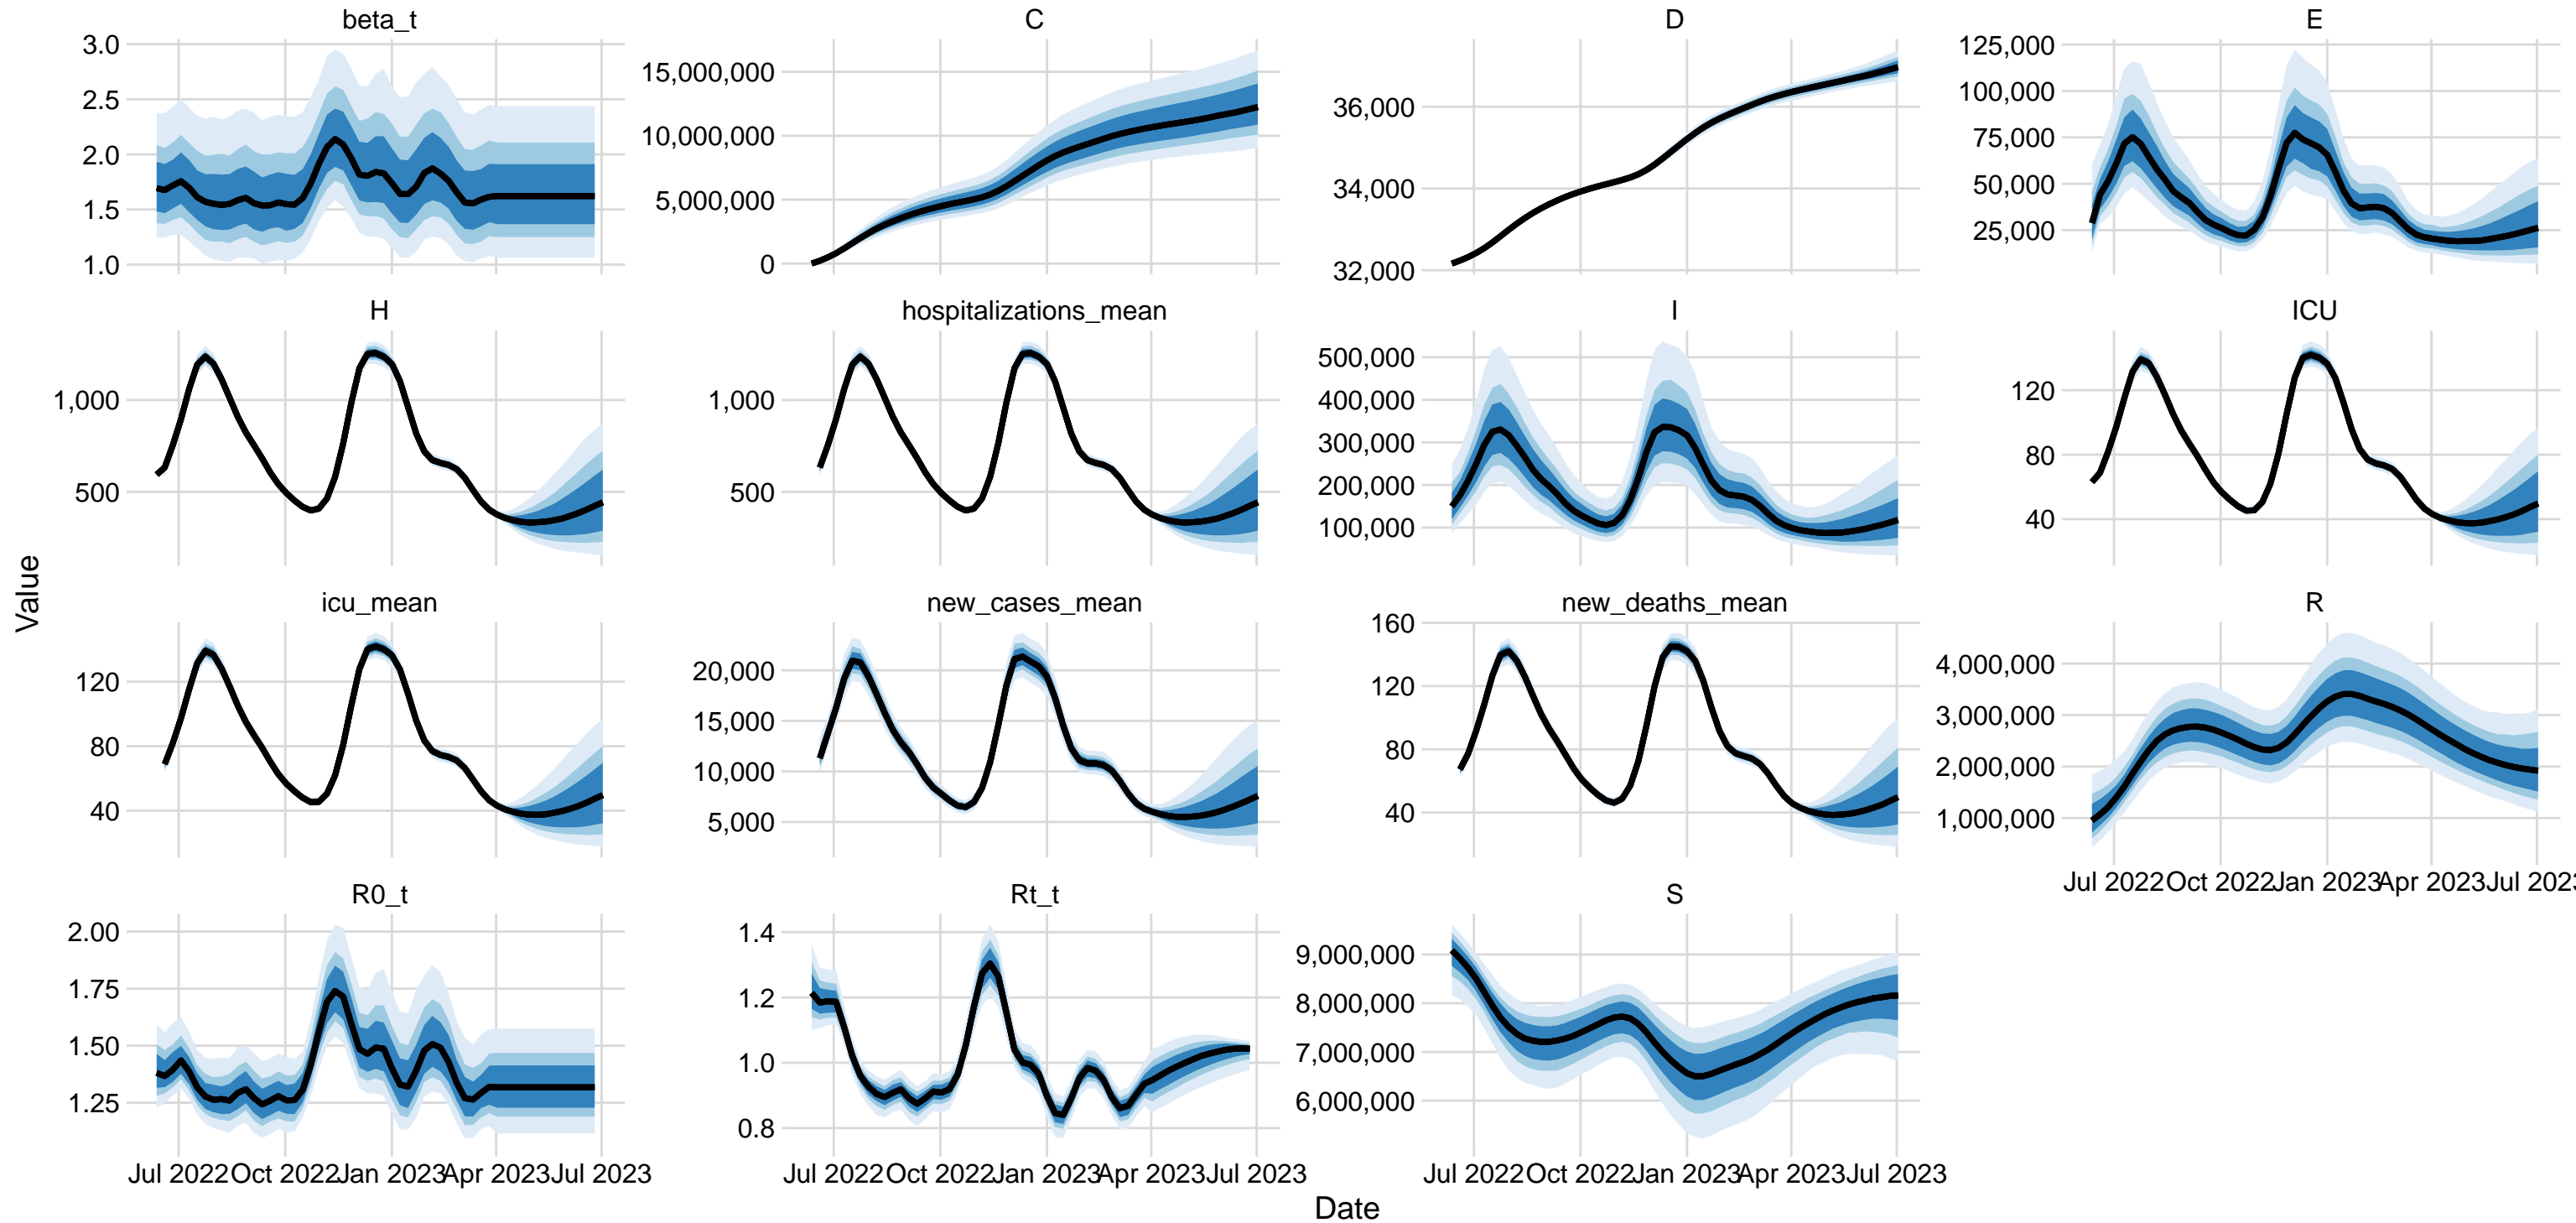 beta_t
C
D
E
3.0
2.5
2.0
1.5
1.0
15,000,000
10,000,000
5,000,000
0
36,000
34,000
32,000
125,000
100,000
75,000
50,000
25,000
H
hospitalizations_mean
I
ICU
1,000
500
1,000
500
500,000
400,000
300,000
200,000
100,000
120
80
40
Value
icu_mean
new_cases_mean
new_deaths_mean
R
120
80
40
20,000
15,000
10,000
5,000
160
120
80
40
4,000,000
3,000,000
2,000,000
1,000,000
Jul 2022 Oct 2022 Jan 2023 Apr 2023 Jul 202
R0_t
Rt_t
S
2.00
1.75
1.50
1.25
1.4
1.2
1.0
0.8
9,000,000
8,000,000
7,000,000
6,000,000
Jul 2022 Oct 2022 Jan 2023 Apr 2023 Jul 2023
Jul 2022 Oct 2022 Jan 2023 Apr 2023 Jul 2023
Jul 2022 Oct 2022 Jan 2023 Apr 2023 Jul 2023
Date